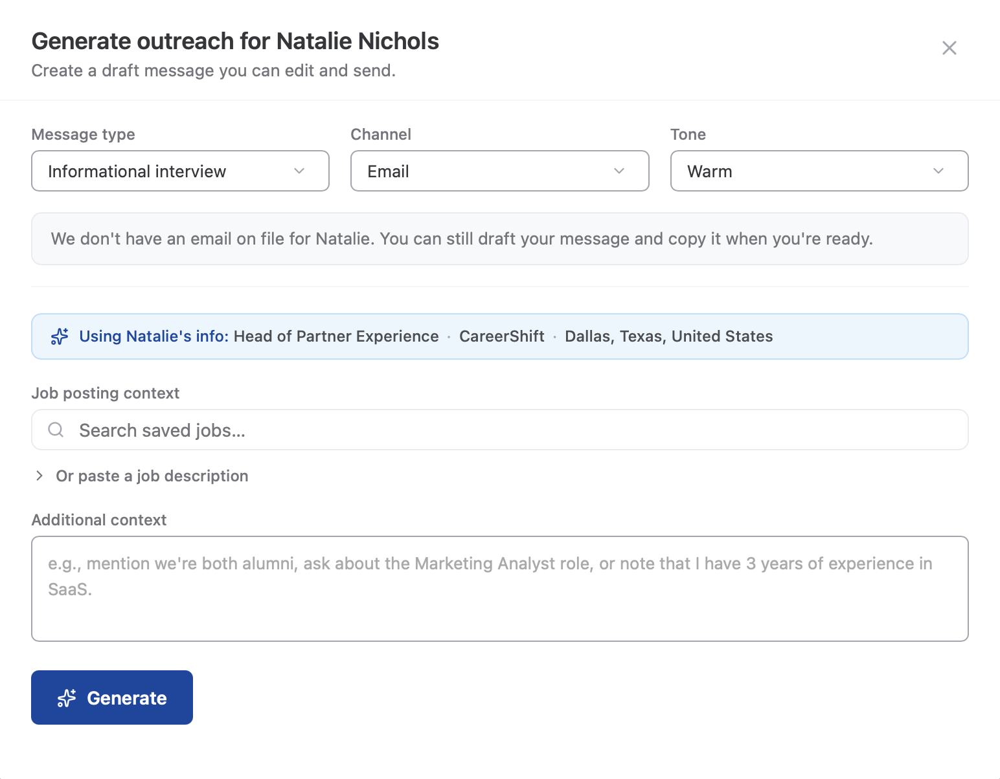 Generate outreach for Natalie Nichols
Create a draft message you can edit and send.
Message type
Channel
Tone
Informational interview
Email
Warm
We don't have an email on file for Natalie. You can still draft your message and copy it when you're ready.
Using Natalie's info: Head of Partner Experience · CareerShift · Dallas, Texas, United States
Job posting context
Search saved jobs...
Or paste a job description
Additional context
e.g., mention we're both alumni, ask about the Marketing Analyst role, or note that I have 3 years of experience in
SaaS.
Generate